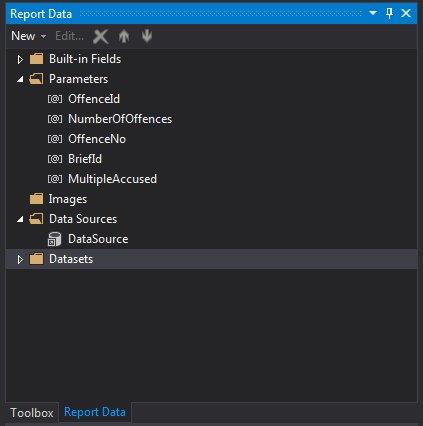 Report Data
New Edit...
Built-in Fields
Parameters
[@] OffenceId
[@] NumberOfOffences
[@] OffenceNo
[@] BriefId
[@] MultipleAccused
Images
Data Sources
DataSource
Datasets
Toolbox Report Data